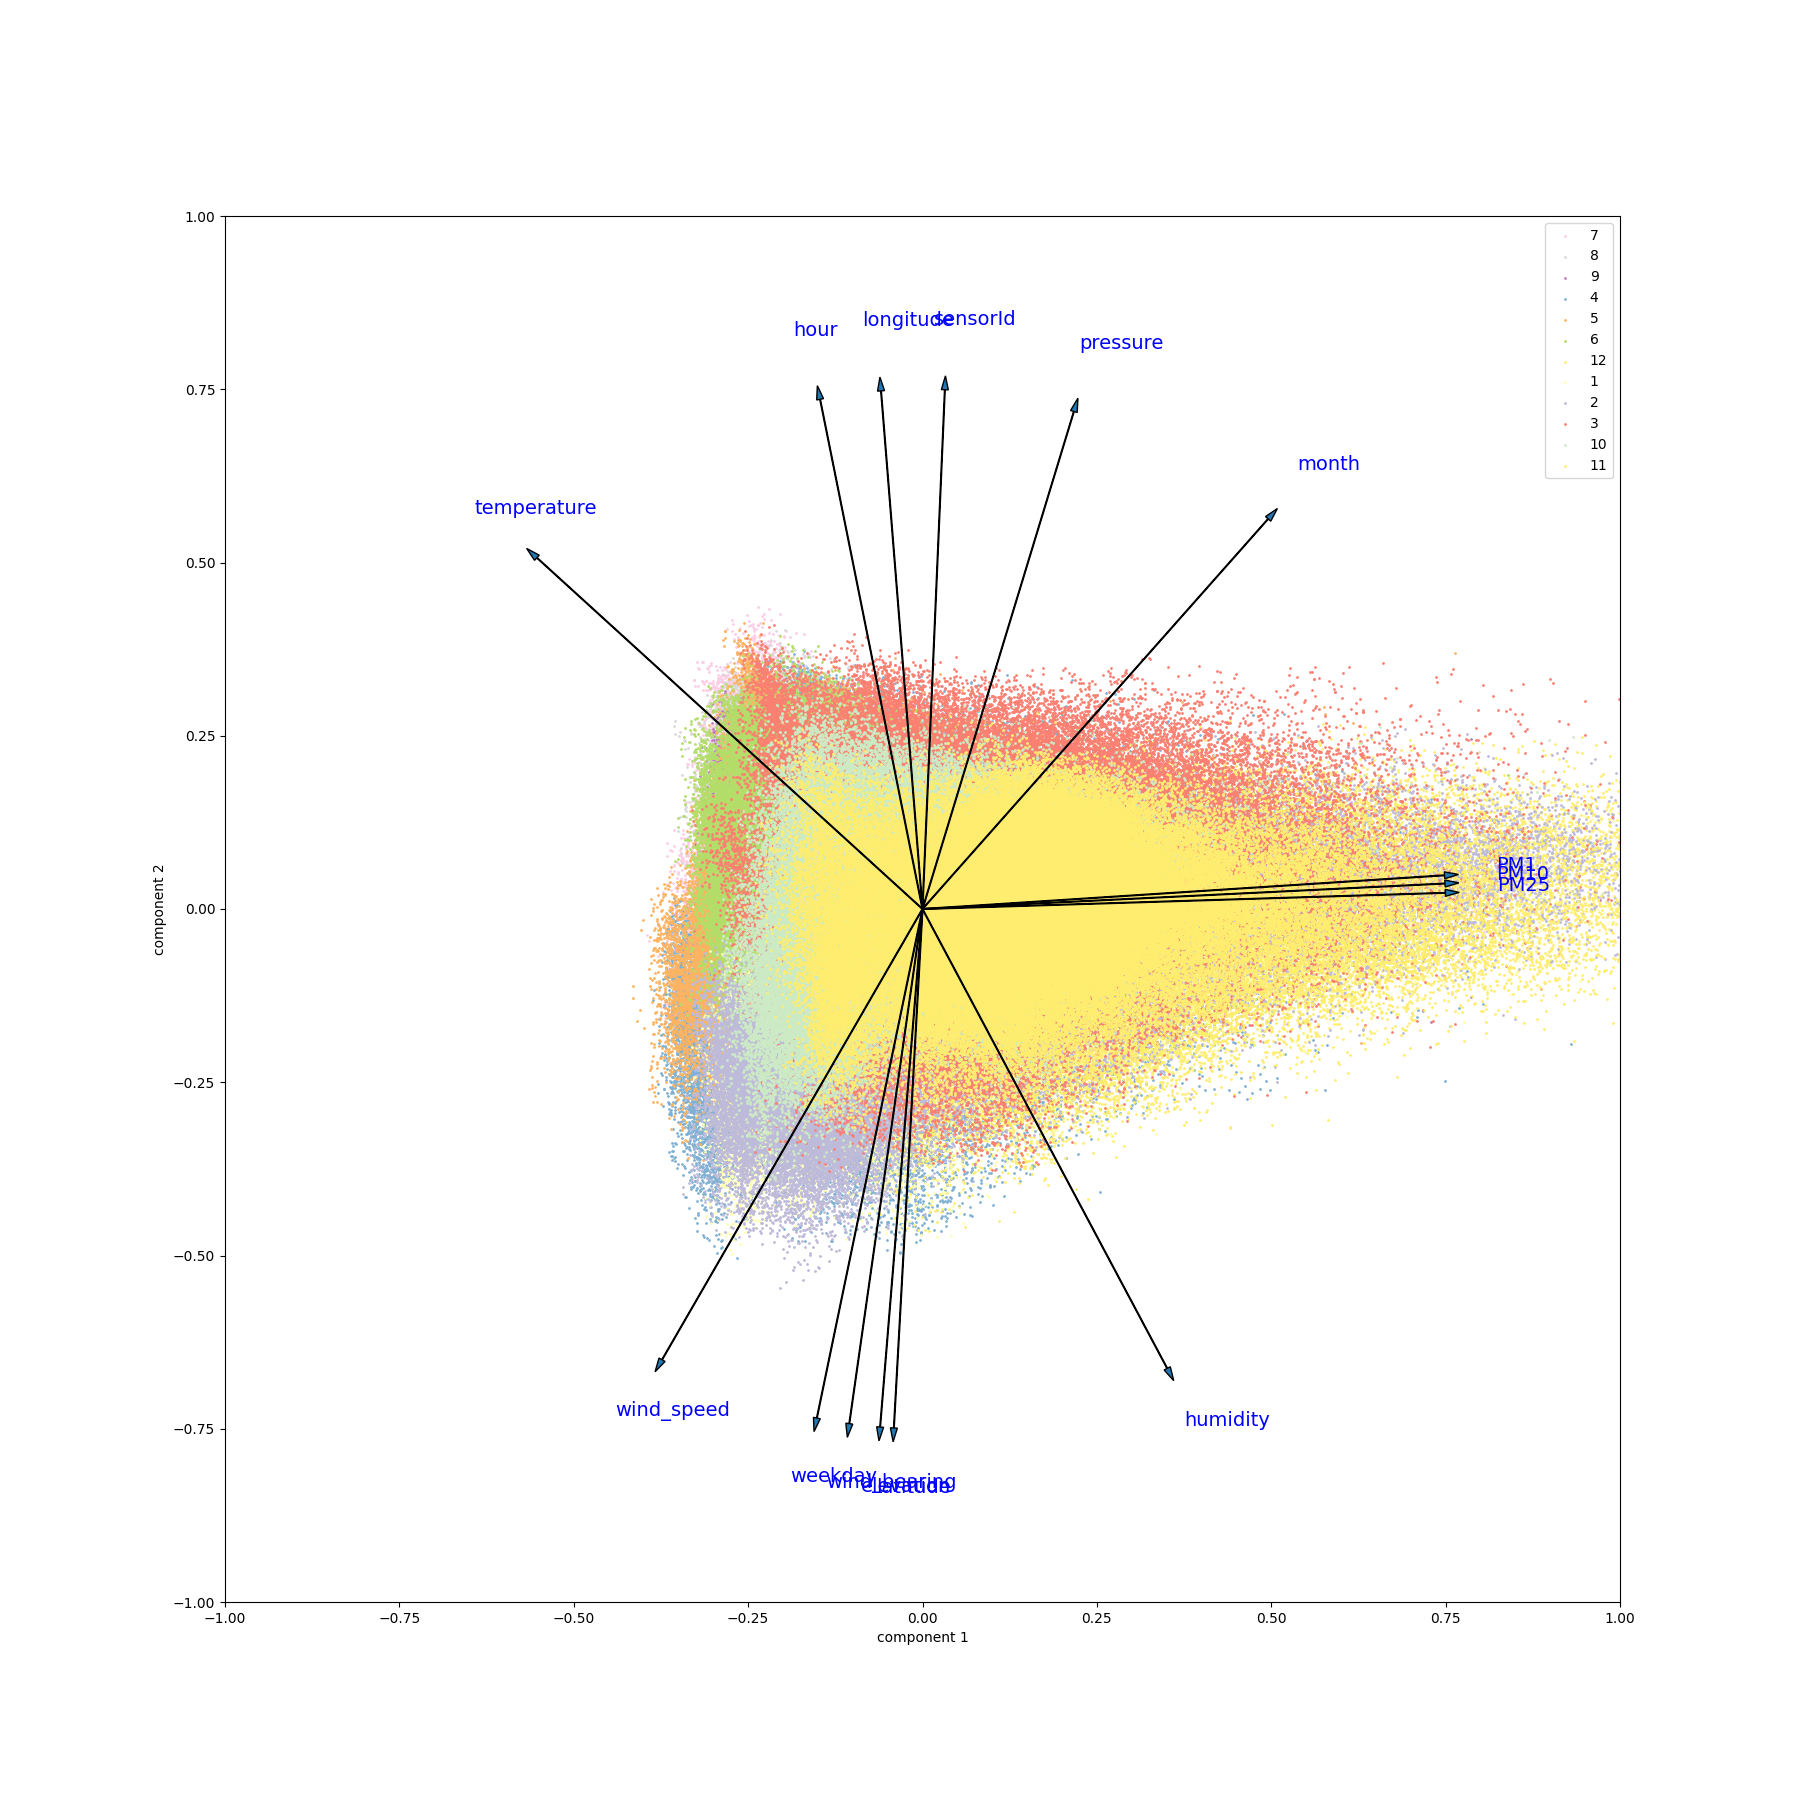 1.00
0.75
0.50
0.25
0.00
−0.25
−0.50
−0.75
−1.00
component 2
7
8
9
4
5
6
12
1
2
3
10
11
hour
longitude
sensorId
pressure
month
temperature
PM1
PM10
PM25
wind_speed
humidity
weekday
wind_bearing
elevation
Latitude
−1.00
−0.75
−0.50
−0.25
0.00
0.25
0.50
0.75
1.00
component 1